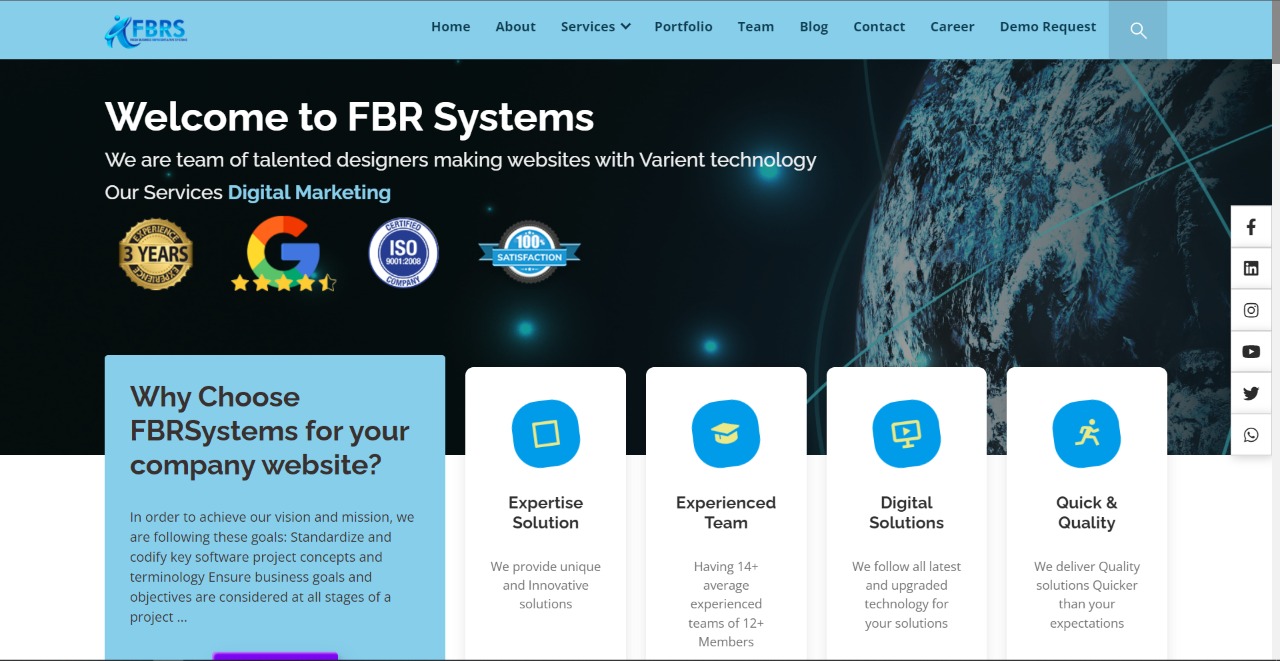 FBRS
Home About Services Portfolio Team Blog Contact Career Demo Request
Welcome to FBR Systems
We are team of talented designers making websites with Varient technology
Our Services Digital Marketing
EXPERIENCE
3 YEARS
EXPERIENCE
G
CERTIFIED
ISO
9001:2008
COMPANY
100%
SATISFACTION
Why Choose
FBRSystems for your
company website?
In order to achieve our vision and mission, we
are following these goals: Standardize and
codify key software project concepts and
terminology Ensure business goals and
objectives are considered at all stages of a
project ...
Expertise
Solution
We provide unique
and Innovative
solutions
Experienced
Team
Having 14+
average
experienced
teams of 12+
Members
Digital
Solutions
We follow all latest
and upgraded
technology for
your solutions
Quick &
Quality
We deliver Quality
solutions Quicker
than your
expectations